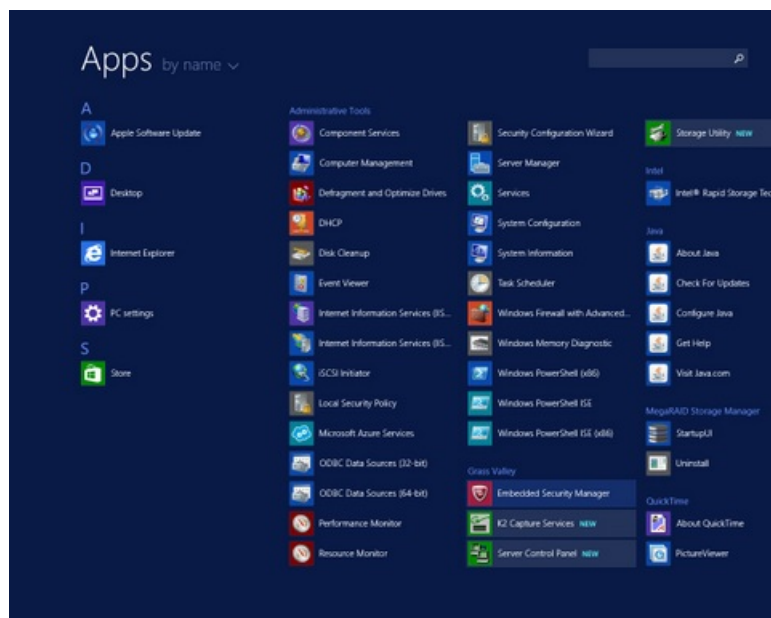 Apps by name
A
Apple Software Update
D
Desktop
I
Internet Explorer
P
PC settings
S
Store
Administrative Tools
Component Services
Computer Management
Defragment and Optimize Drives
DHCP
Disk Cleanup
Event Viewer
Internet Information Services (IIS...
Internet Information Services (IIS...
iSCSI Initiator
Local Security Policy
Microsoft Azure Services
ODBC Data Sources (32-bit)
ODBC Data Sources (64-bit)
Performance Monitor
Resource Monitor
Security Configuration Wizard
Server Manager
Services
System Configuration
System Information
Task Scheduler
Windows Firewall with Advanced...
Windows Memory Diagnostic
Windows PowerShell (x86)
Windows PowerShell ISE
Windows PowerShell ISE (x86)
Grass Valley
Embedded Security Manager
K2 Capture Services NEW
Server Control Panel NEW
Storage Utility NEW
Intel
Intel® Rapid Storage Tec
Java
About Java
Check For Updates
Configure Java
Get Help
Visit Java.com
MegaRAID Storage Manager
StartupUI
Uninstall
QuickTime
About QuickTime
PictureViewer